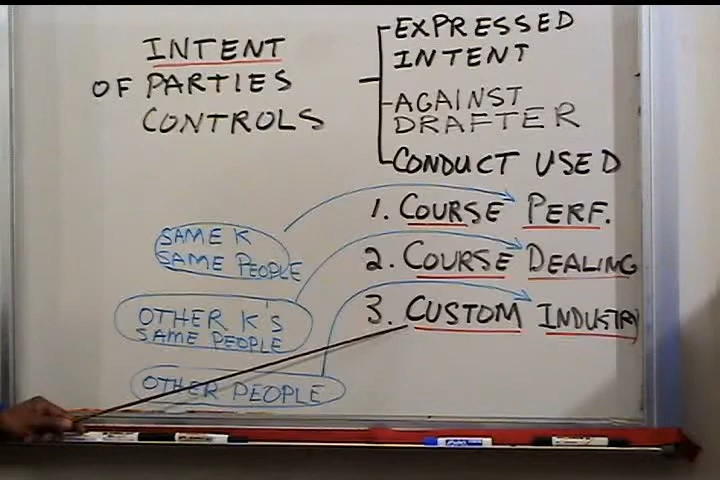 INTENT
OF PARTIES
CONTROLS
EXPRESSED
INTENT
AGAINST
DRAFTER
CONDUCT USED
1. COURSE PERF.
2. COURSE DEALING
3. CUSTOM INDUSTRY
SAME K
SAME PEOPLE
OTHER K'S
SAME PEOPLE
OTHER PEOPLE